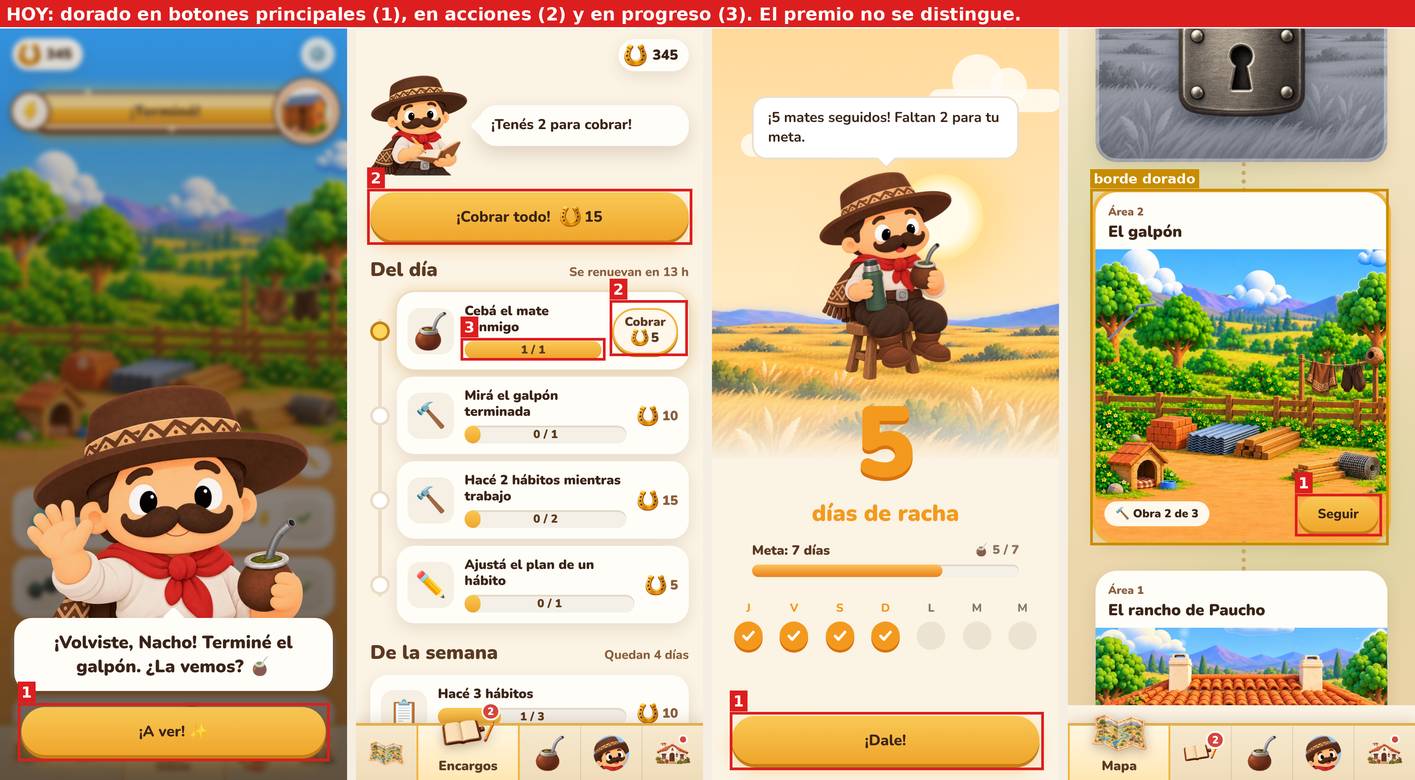 HOY: dorado en botones principales (1), en acciones (2) y en progreso (3). El premio no se distingue.
345
¡Terminé!
¡Volviste, Nacho! Terminé el
galpón. ¿La vemos?
1
¡A ver!
345
¡Tenés 2 para cobrar!
2
¡Cobrar todo! 15
Del día
Se renuevan en 13 h
Cebá el mate
3
nmigo
1 / 1
2
Cobrar
5
Mirá el galpón
terminada
0 / 1
10
Hacé 2 hábitos mientras
trabajo
0 / 2
15
Ajustá el plan de un
hábito
0 / 1
5
De la semana
Quedan 4 días
Hacé 3 hábitos
1 / 3
10
2
Encargos
¡5 mates seguidos! Faltan 2 para tu
meta.
5
días de racha
Meta: 7 días
5 / 7
J V S D L M M
1
¡Dale!
borde dorado
Área 2
El galpón
Obra 2 de 3
1
Seguir
Área 1
El rancho de Paucho
Mapa
2